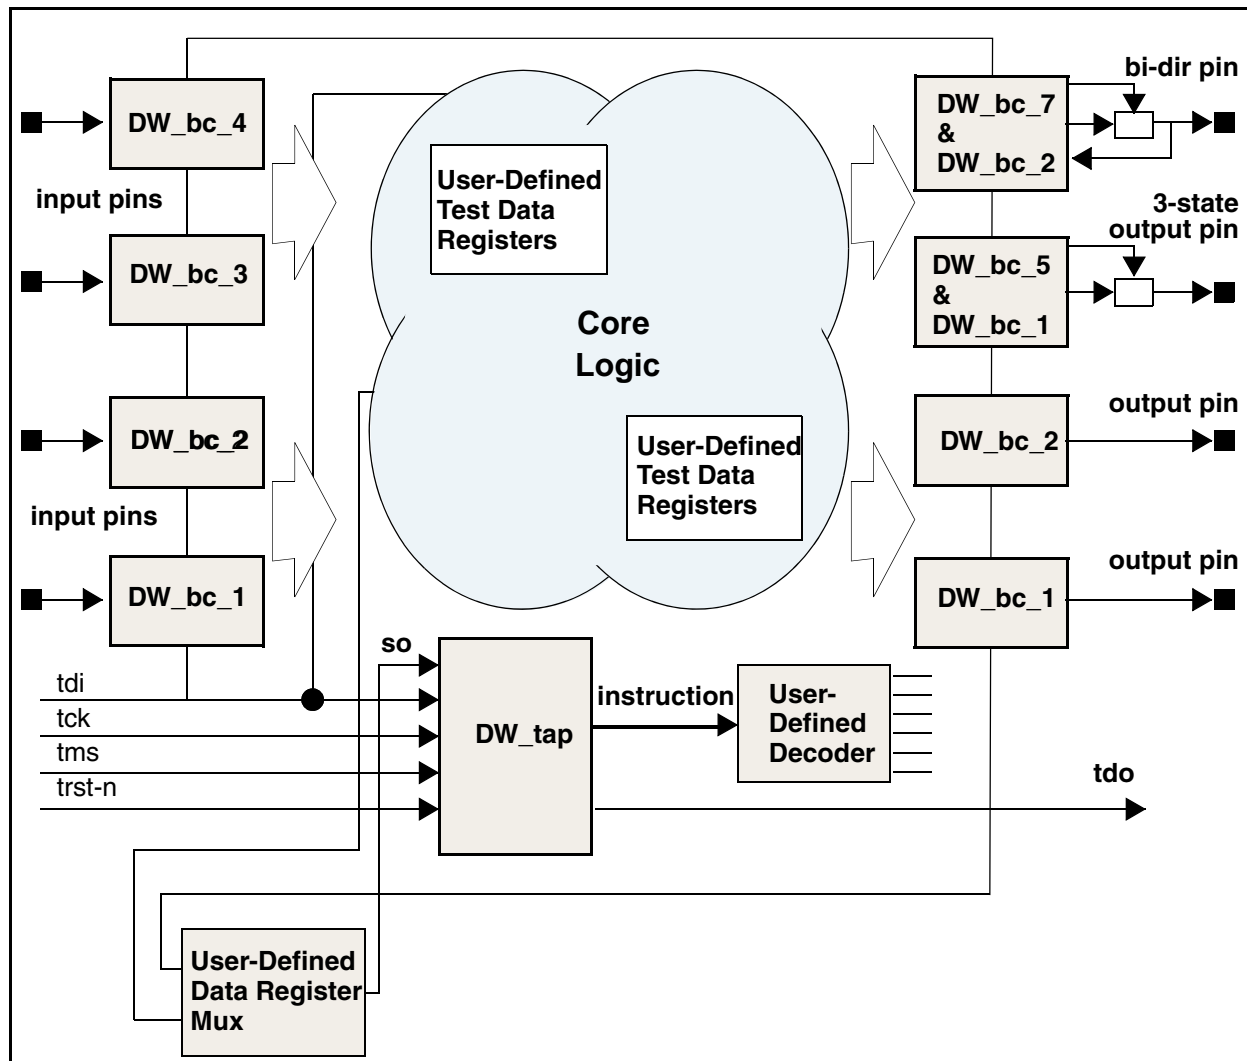 bi-dir pin
DW_bc_4
DW_bc_7
&
DW_bc_2
input pins
User-Defined
Test Data
Registers
3-state
output pin
DW_bc_3
DW_bc_5
&
DW_bc_1
Core
Logic
output pin
DW_bc_2
DW_bc_2
User-Defined
Test Data
Registers
input pins
output pin
DW_bc_1
DW_bc_1
so
tdi
tck
tms
trst-n
DW_tap
instruction
User-
Defined
Decoder
tdo
User-Defined
Data Register
Mux